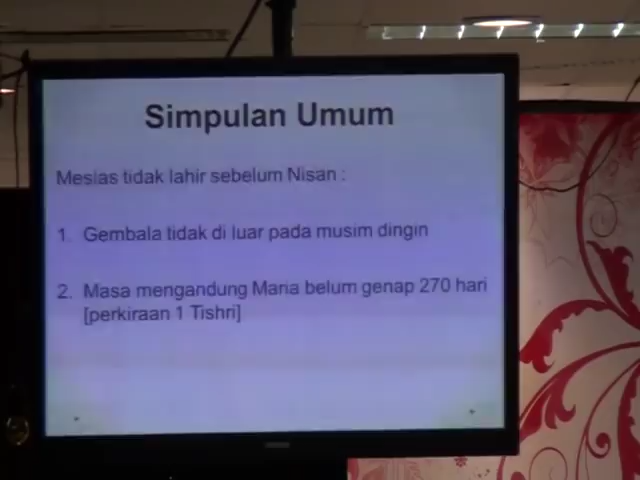 Simpulan Umum
Mesias tidak lahir sebelum Nisan :
1. Gembala tidak di luar pada musim dingin
2. Masa mengandung Maria belum genap 270 hari
[perkiraan 1 Tishri]